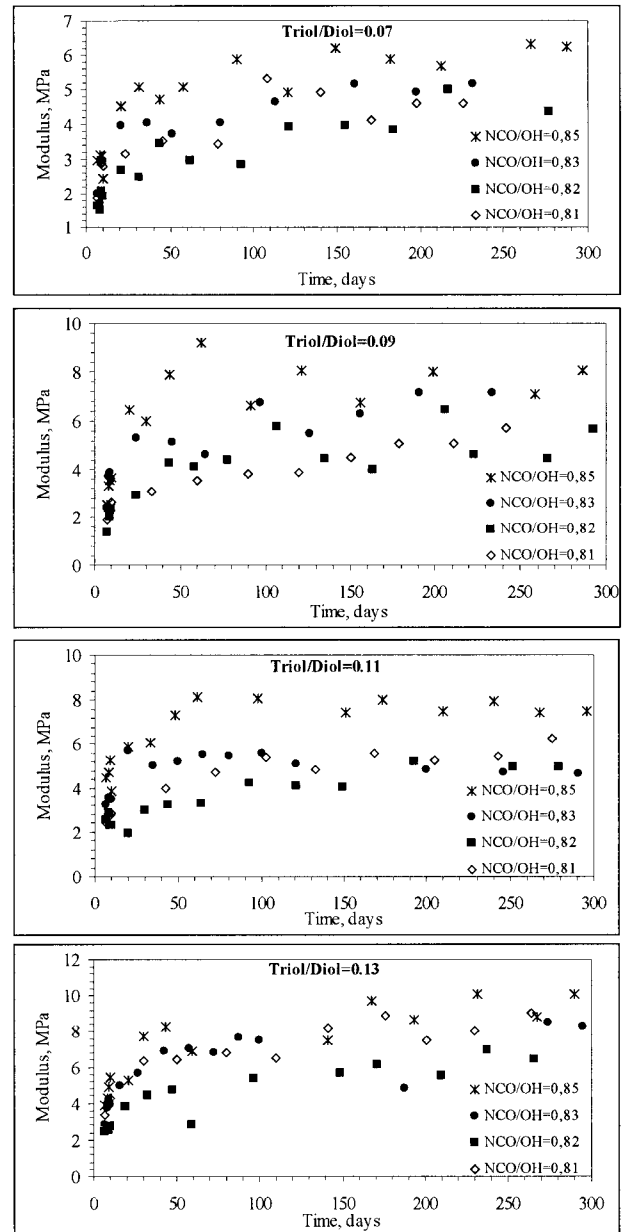 Triol/Diol=0.07
7
6
5
4
3
2
1
Modulus, MPa
NCO/OH=0,85
NCO/OH=0,83
NCO/OH=0,82
NCO/OH=0,81
0 50 100 150 200 250 300
Time, days
Triol/Diol=0.09
10
8
6
4
2
0
Modulus, MPa
NCO/OH=0,85
NCO/OH=0,83
NCO/OH=0,82
NCO/OH=0,81
0 50 100 150 200 250 300
Time, days
Triol/Diol=0.11
10
8
6
4
2
0
Modulus, MPa
NCO/OH=0,85
NCO/OH=0,83
NCO/OH=0,82
NCO/OH=0,81
0 50 100 150 200 250 300
Time, days
Triol/Diol=0.13
12
10
8
6
4
2
0
Modulus, MPa
NCO/OH=0,85
NCO/OH=0,83
NCO/OH=0,82
NCO/OH=0,81
0 50 100 150 200 250 300
Time, days